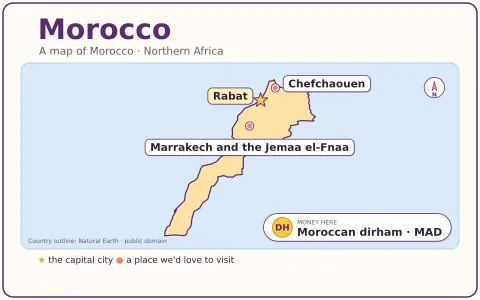 Morocco
A map of Morocco · Northern Africa
Chefchaouen
Rabat
N
Marrakech and the Jemaa el-Fnaa
MONEY HERE
DH
Moroccan dirham · MAD
Country outline: Natural Earth · public domain
★ the capital city ● a place we'd love to visit